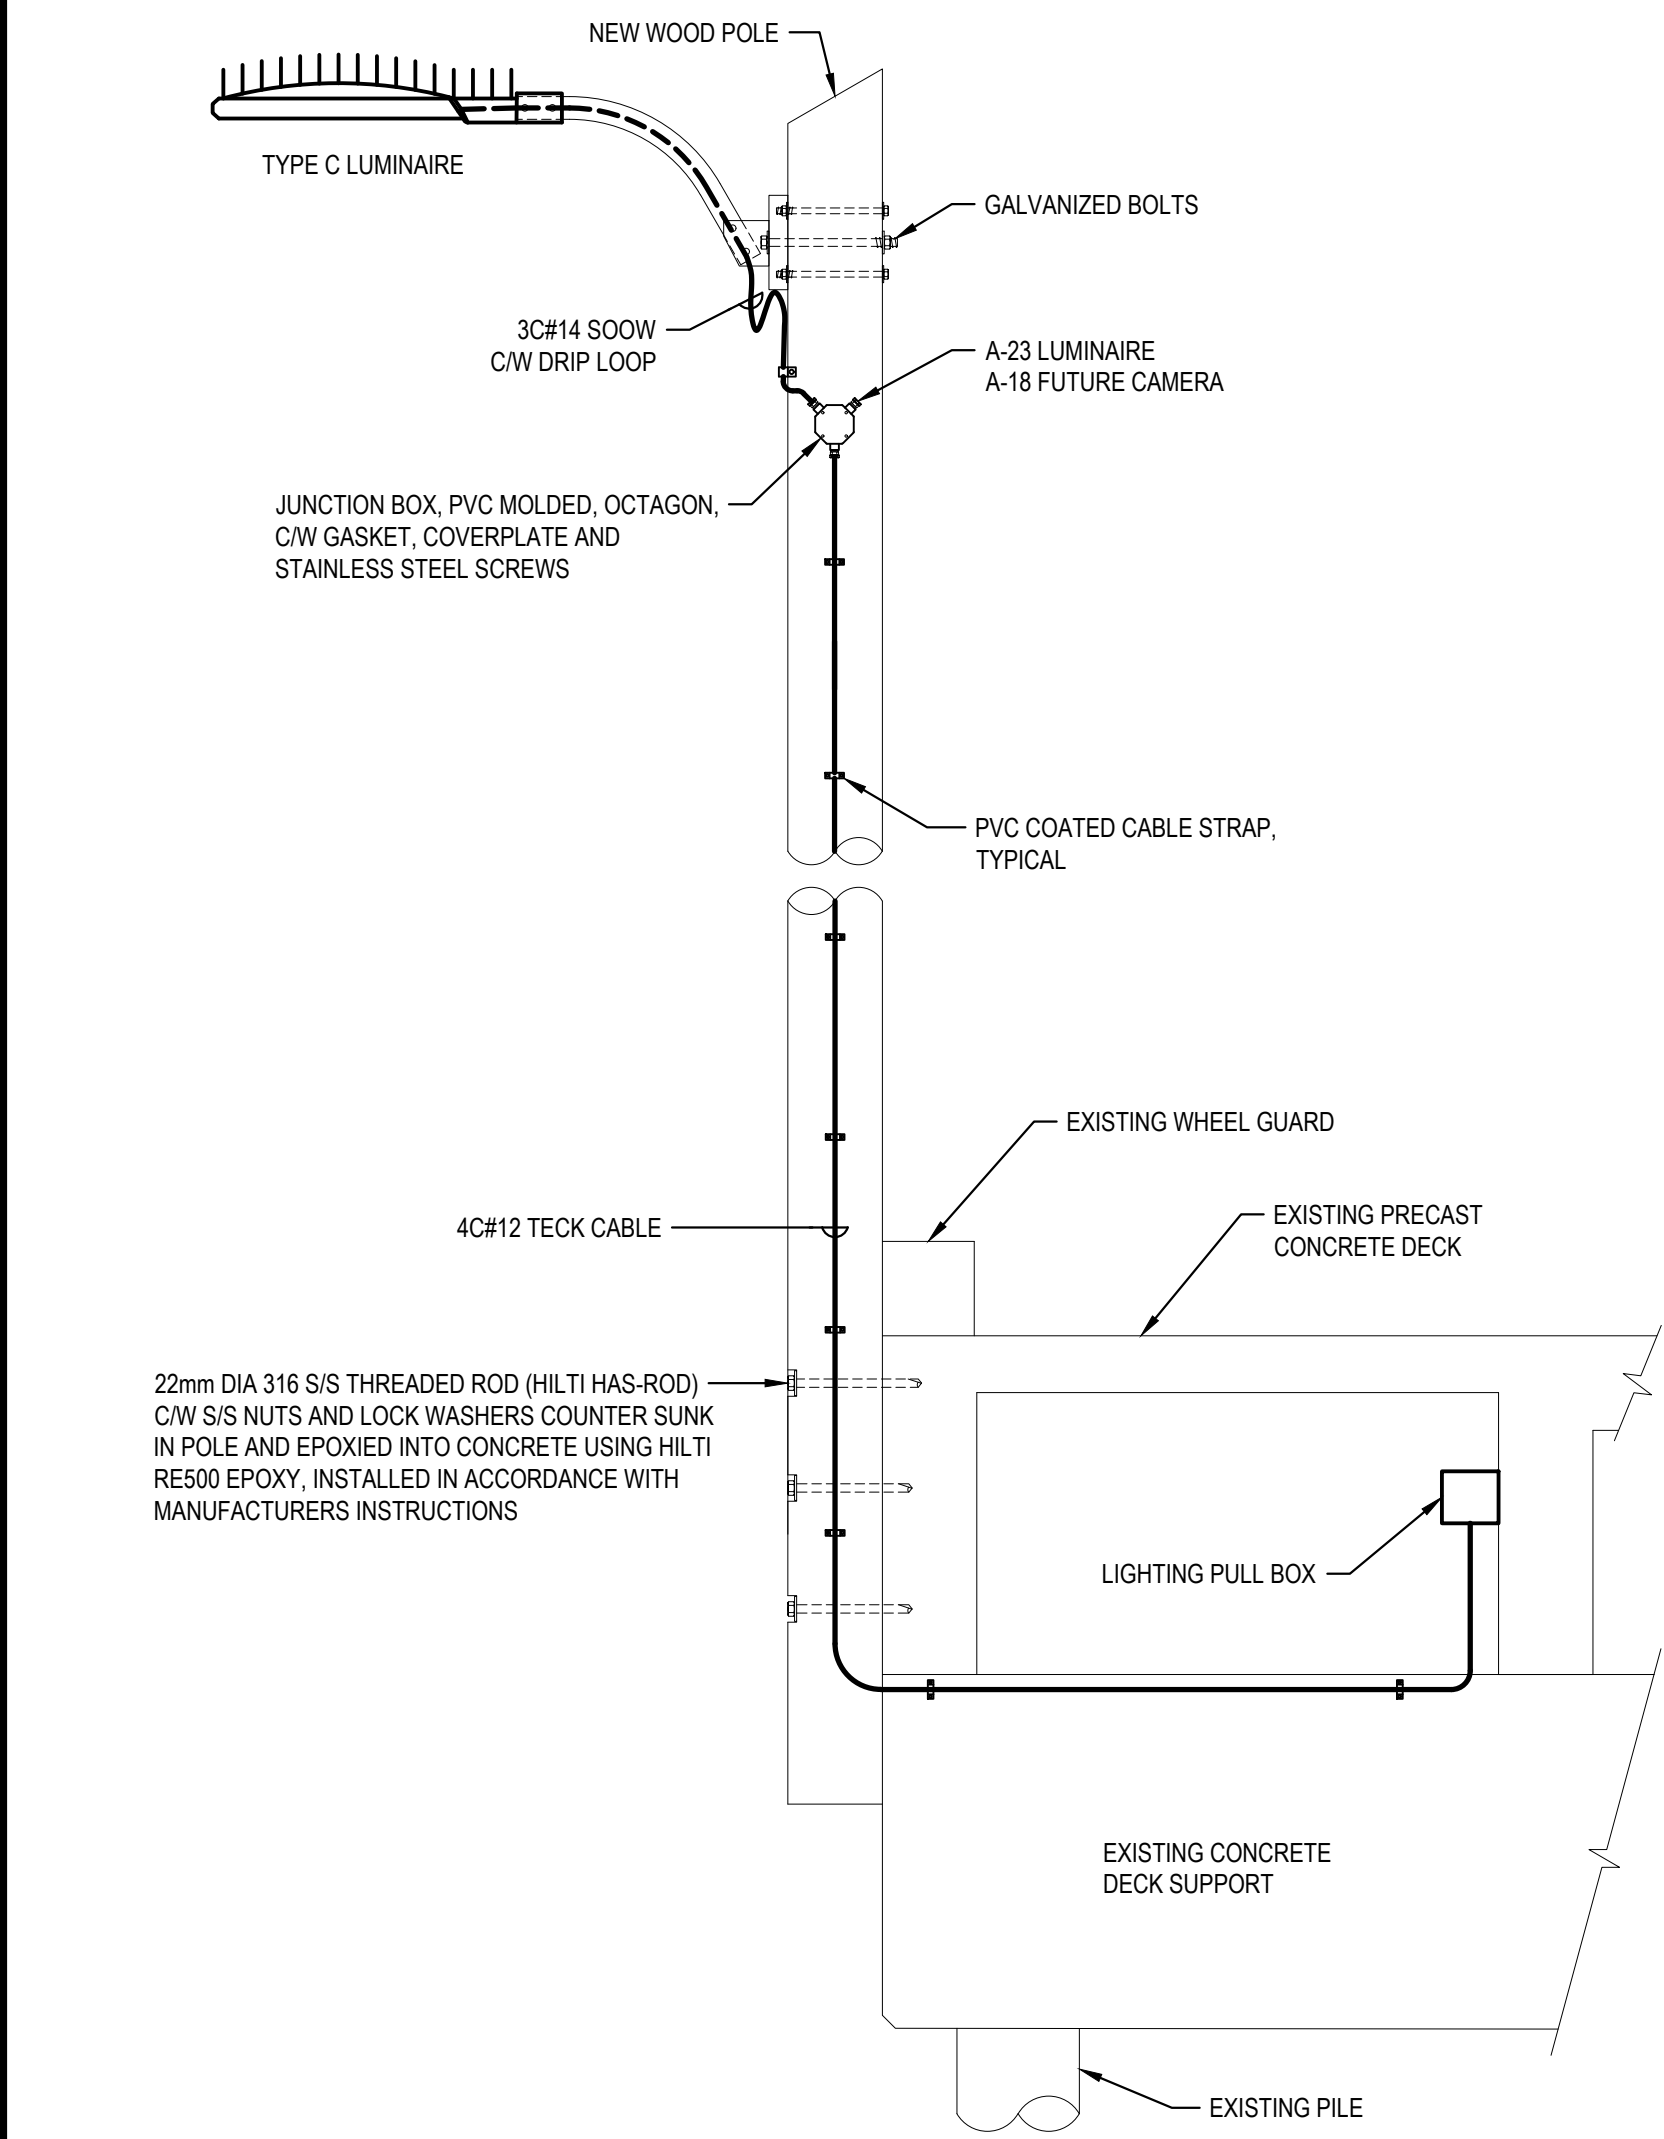 NEW WOOD POLE
TYPE C LUMINAIRE
GALVANIZED BOLTS
3C#14 SOOW
C/W DRIP LOOP
A-23 LUMINAIRE
A-18 FUTURE CAMERA
JUNCTION BOX, PVC MOLDED, OCTAGON,
C/W GASKET, COVERPLATE AND
STAINLESS STEEL SCREWS
PVC COATED CABLE STRAP,
TYPICAL
EXISTING WHEEL GUARD
4C#12 TECK CABLE
EXISTING PRECAST
CONCRETE DECK
22mm DIA 316 S/S THREADED ROD (HILTI HAS-ROD)
C/W S/S NUTS AND LOCK WASHERS COUNTER SUNK
IN POLE AND EPOXIED INTO CONCRETE USING HILTI
RE500 EPOXY, INSTALLED IN ACCORDANCE WITH
MANUFACTURERS INSTRUCTIONS
LIGHTING PULL BOX
EXISTING CONCRETE
DECK SUPPORT
EXISTING PILE